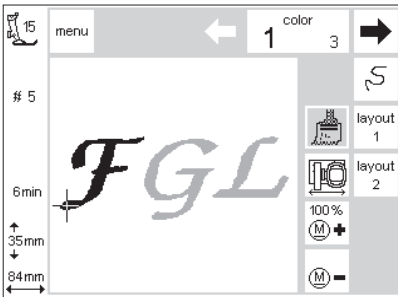 15
menu
color
1 3
# 5
layout
1
layout
2
FGL
6min
100%
M +
35mm
84mm
M -